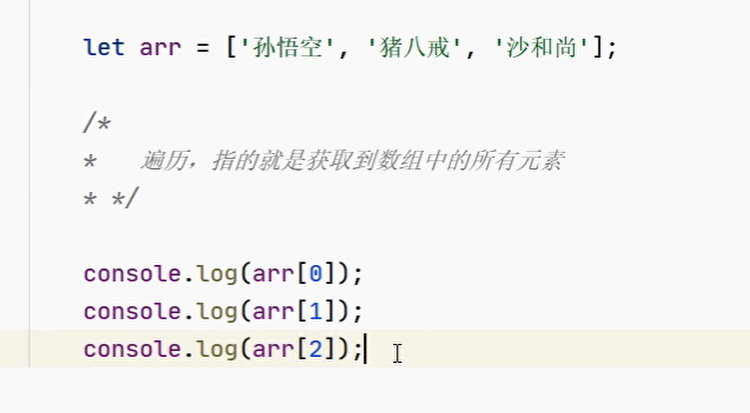 let arr = ['孙悟空', '猪八戒', '沙和尚'];
/*
*   遍历，指的就是获取到数组中的所有元素
* */
console.log(arr[0]);
console.log(arr[1]);
console.log(arr[2]);